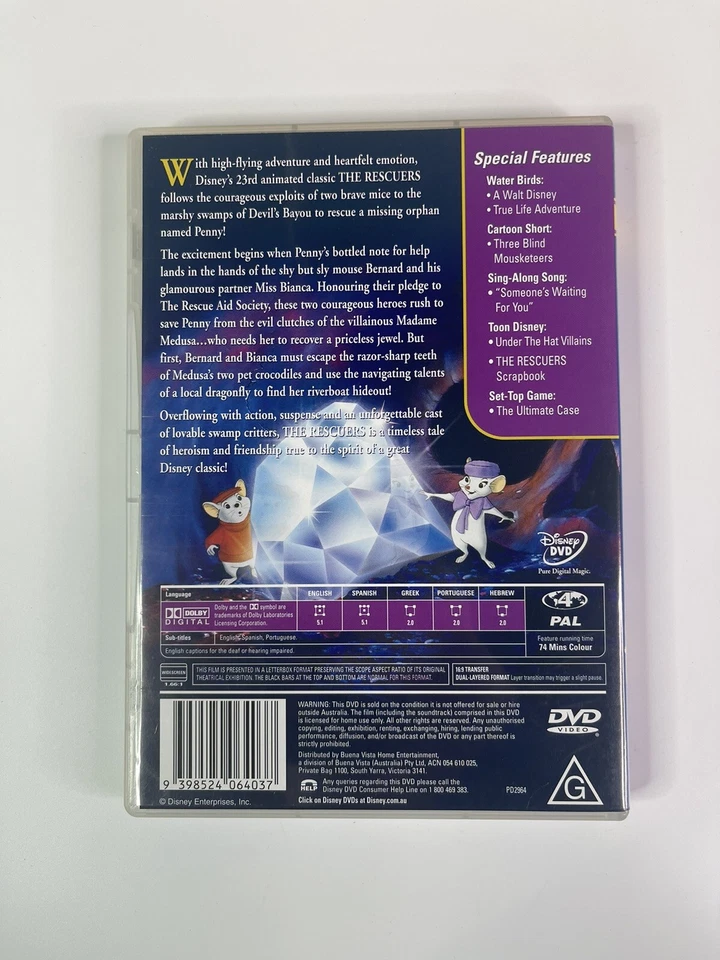 With high-flying adventure and heartfelt emotion,
Disney's 23rd animated classic THE RESCUERS
follows the courageous exploits of two brave mice to the
marshy swamps of Devil's Bayou to rescue a missing orphan
named Penny!
The excitement begins when Penny's bottled note for help
lands in the hands of the shy but sly mouse Bernard and his
glamourous partner Miss Bianca. Honouring their pledge to
The Rescue Aid Society, these two courageous heroes rush to
save Penny from the evil clutches of the villainous Madame
Medusa...who needs her to recover a priceless jewel. But
first, Bernard and Bianca must escape the razor-sharp teeth
of Medusa's two pet crocodiles and use the navigating talents
of a local dragonfly to find her riverboat hideout!
Overflowing with action, suspense and an unforgettable cast
of lovable swamp critters, THE RESCUERS is a timeless tale
of heroism and friendship true to the spirit of a great
Disney classic!
Special Features
Water Birds:
• A Walt Disney
• True Life Adventure
Cartoon Short:
• Three Blind
Mousketeers
Sing-Along Song:
• "Someone's Waiting
For You"
Toon Disney:
• Under The Hat Villains
• THE RESCUERS
Scrapbook
Set-Top Game:
• The Ultimate Case
Disney
DVD
Pure Digital Magic.
Language ENGLISH SPANISH GREEK PORTUGUESE HEBREW
DOLBY
DIGITAL
Dolby and the DD symbol are
trademarks of Dolby Laboratories
Licensing Corporation.
5.1 5.1 2.0 2.0 2.0
Sub-titles English, Spanish, Portuguese.
English captions for the deaf or hearing impaired.
4
PAL
Feature running time
74 Mins Colour
WIDESCREEN
1.66:1
THIS FILM IS PRESENTED IN A LETTERBOX FORMAT PRESERVING THE SCOPE ASPECT RATIO OF ITS ORIGINAL
THEATRICAL EXHIBITION. THE BLACK BARS AT THE TOP AND BOTTOM ARE NORMAL FOR THIS FORMAT.
16:9 TRANSFER
DUAL-LAYERED FORMAT Layer transition may trigger a slight pause.
WARNING: This DVD is sold on the condition it is not offered for sale or hire
outside Australia. The film (including the soundtrack) comprised in this DVD
is licensed for home use only. All other rights are reserved. Any unauthorised
copying, editing, exhibition, renting, exchanging, hiring, lending, public
performance, diffusion, and/or broadcast of the DVD or any part thereof is
strictly prohibited.
Distributed by Buena Vista Home Entertainment,
a division of Buena Vista (Australia) Pty Ltd, ACN 054 610 025,
Private Bag 1100, South Yarra, Victoria 3141.
HELP
Any queries regarding this DVD please call the
Disney DVD Consumer Help Line on 1 800 469 383.
Click on Disney DVDs at Disney.com.au
PD2964
DVD
VIDEO
G
9 398524 064037
© Disney Enterprises, Inc.